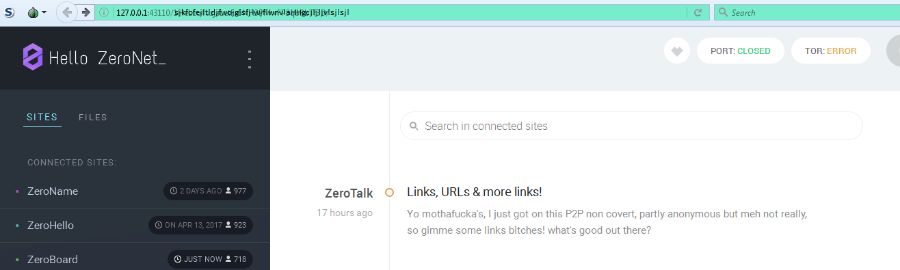 127.0.0.1:43110/
Search
Hello ZeroNet_
PORT: CLOSED
TOR: ERROR
SITES
FILES
Search in connected sites
CONNECTED SITES:
ZeroName
2 DAYS AGO 977
ZeroTalk
17 hours ago
Links, URLs & more links!
Yo mothafucka's, I just got on this P2P non covert, partly anonymous but meh not really,
so gimme some links bitches! what's good out there?
ZeroHello
ON APR 13, 2017 923
ZeroBoard
JUST NOW 718